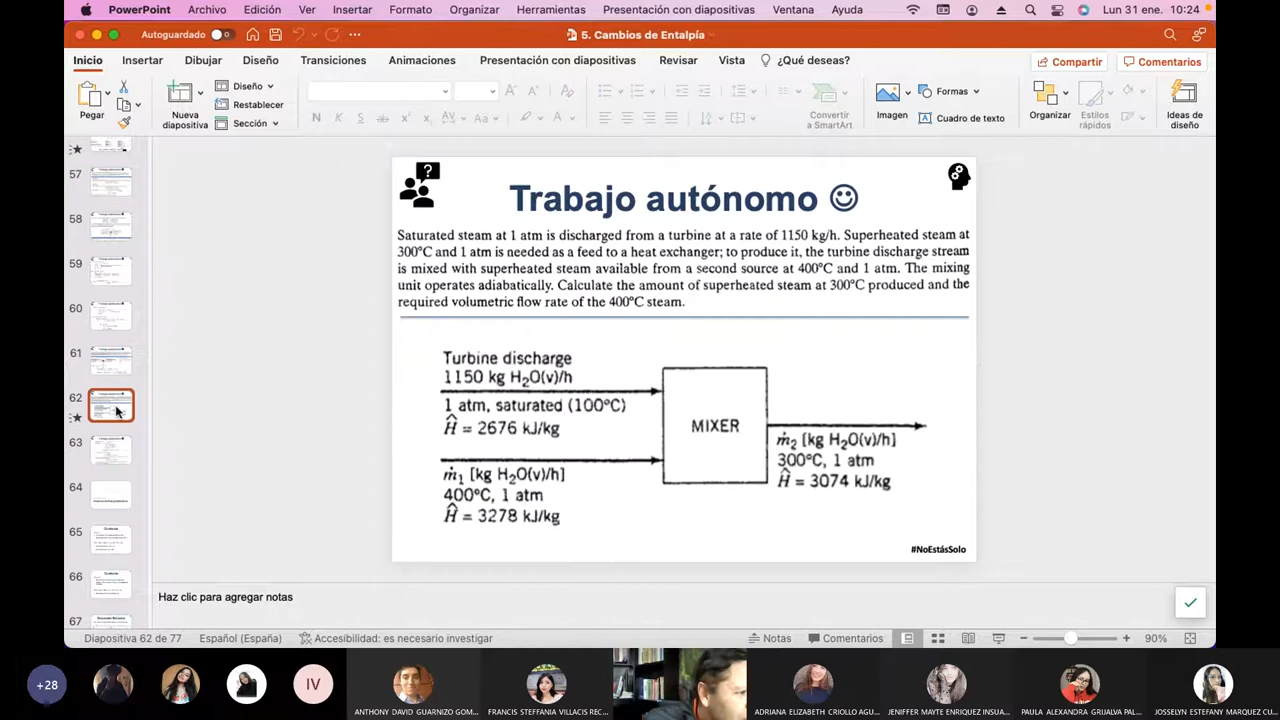 PowerPoint Archivo Edición Ver Insertar Formato Organizar Herramientas Presentación con diapositivas Ventana Ayuda Lun 31 ene. 10:24
Autoguardado 5. Cambios de Entalpía
Inicio Insertar Dibujar Diseño Transiciones Animaciones Presentación con diapositivas Revisar Vista ¿Qué deseas? Compartir Comentarios
Pegar
Nueva diapositiva
Diseño
Restablecer
Sección
Convertir a SmartArt
Imagen
Formas
Cuadro de texto
Organizar
Estilos rápidos
Ideas de diseño
57
58
59
60
61
62
63
64
65
66
67
Trabajo autónomo
Saturated steam at 1 atm is discharged from a turbine at a rate of 1150 kg/h. Superheated steam at
300°C and 1 atm is needed as a feed to a heat exchanger; to produce it, the turbine discharge stream
is mixed with superheated steam available from a second source at 400°C and 1 atm. The mixing
unit operates adiabatically. Calculate the amount of superheated steam at 300°C produced and the
required volumetric flow rate of the 400°C steam.
Turbine discharge
1150 kg H₂O(v)/h
1 atm, saturated (100°C)
Ĥ = 2676 kJ/kg
ṁ₁ [kg H₂O(v)/h]
400°C, 1 atm
Ĥ = 3278 kJ/kg
MIXER
ṁ₂ [kg H₂O(v)/h]
300°C, 1 atm
Ĥ = 3074 kJ/kg
#NoEstásSolo
Haz clic para agregar notas
Diapositiva 62 de 77 Español (España) Accesibilidad: es necesario investigar Notas Comentarios 90%
+28
IV
ANTHONY DAVID GUARNIZO GOM...
FRANCIS STEFFANIA VILLACIS REC...
ADRIANA ELIZABETH CRIOLLO AGU...
JENIFFER MAYTE ENRIQUEZ INSUA...
PAULA ALEXANDRA GRIJALVA PAL...
JOSSELYN ESTEFANY MARQUEZ CU...